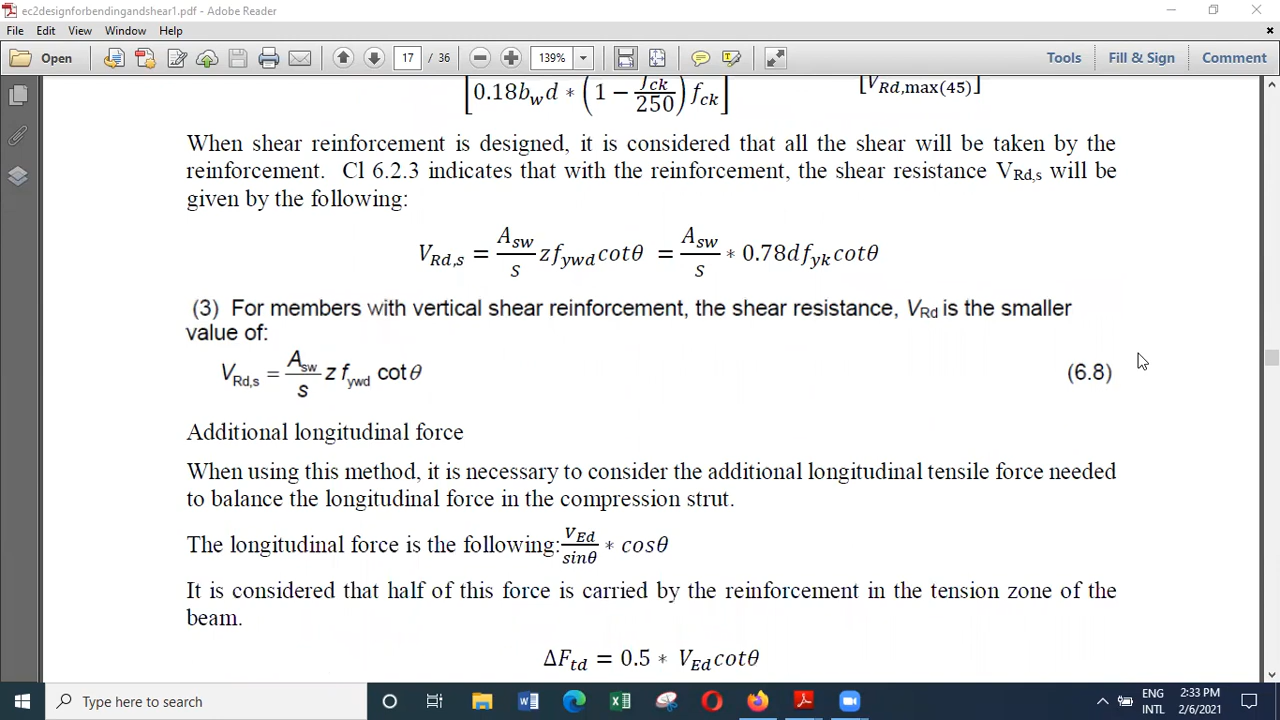 ec2designforbendingandshear1.pdf - Adobe Reader
File Edit View Window Help
Open 17 / 36 139% Tools Fill & Sign Comment
[0.18b_w d ∗ (1 − f_ck/250) f_ck] [V_Rd,max(45)]
When shear reinforcement is designed, it is considered that all the shear will be taken by the
reinforcement. Cl 6.2.3 indicates that with the reinforcement, the shear resistance V_Rd,s will be
given by the following:
V_Rd,s = A_sw/s z f_ywd cotθ = A_sw/s ∗ 0.78d f_yk cotθ
(3) For members with vertical shear reinforcement, the shear resistance, V_Rd is the smaller
value of:
V_Rd,s = A_sw/s z f_ywd cot θ (6.8)
Additional longitudinal force
When using this method, it is necessary to consider the additional longitudinal tensile force needed
to balance the longitudinal force in the compression strut.
The longitudinal force is the following: V_Ed/sinθ ∗ cosθ
It is considered that half of this force is carried by the reinforcement in the tension zone of the
beam.
ΔF_td = 0.5 ∗ V_Ed cotθ
Type here to search
ENG
INTL
2:33 PM
2/6/2021